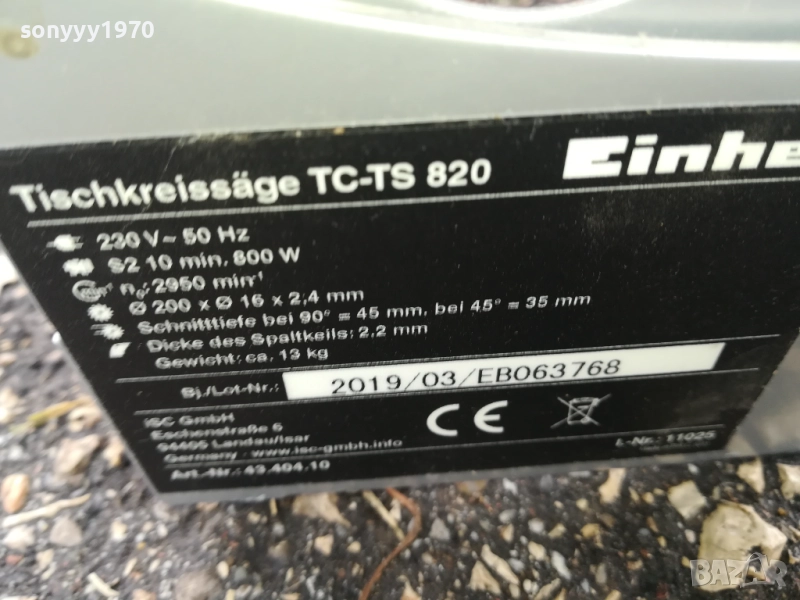 sonyyy1970
Tischkreissäge TC-TS 820
Einhe
230 V ~ 50 Hz
S2 10 min. 800 W
n₀: 2950 min⁻¹
Ø 200 x Ø 16 x 2,4 mm
Schnitttiefe bei 90° = 45 mm, bei 45° = 35 mm
Dicke des Spaltkeils: 2,2 mm
Gewicht: ca. 13 kg
Bj./Lot-Nr.: 2019/03/EB063768
iSC GmbH
Eschenstraße 6
94405 Landau/Isar
Germany - www.isc-gmbh.info
Art.-Nr.: 43.404.10
CE
I.-Nr.: 11025
BAZAR